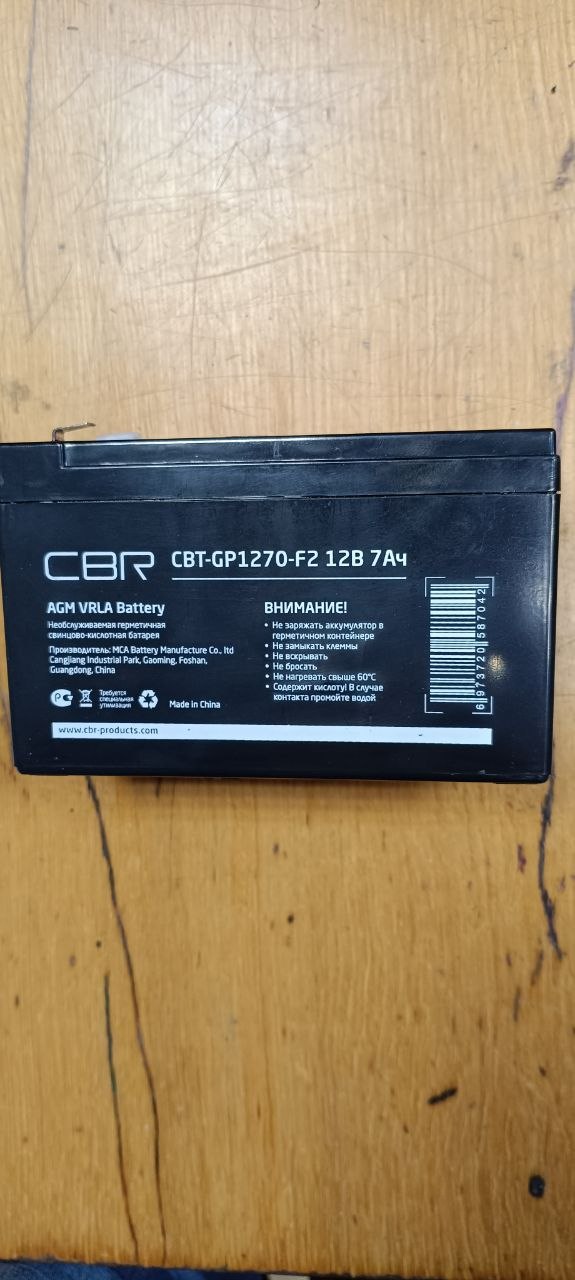 CBR
CBT-GP1270-F2 12В 7Ач
AGM VRLA Battery
Необслуживаемая герметичная
свинцово-кислотная батарея
Производитель: MCA Battery Manufacture Co., ltd
Cangjiang Industrial Park, Gaoming, Foshan,
Guangdong, China
РСТ
Требуется
специальная
утилизация
Made in China
ВНИМАНИЕ!
• Не заряжать аккумулятор в
герметичном контейнере
• Не замыкать клеммы
• Не вскрывать
• Не бросать
• Не нагревать свыше 60°C
• Содержит кислоту! В случае
контакта промойте водой
6 973720 587042
www.cbr-products.com